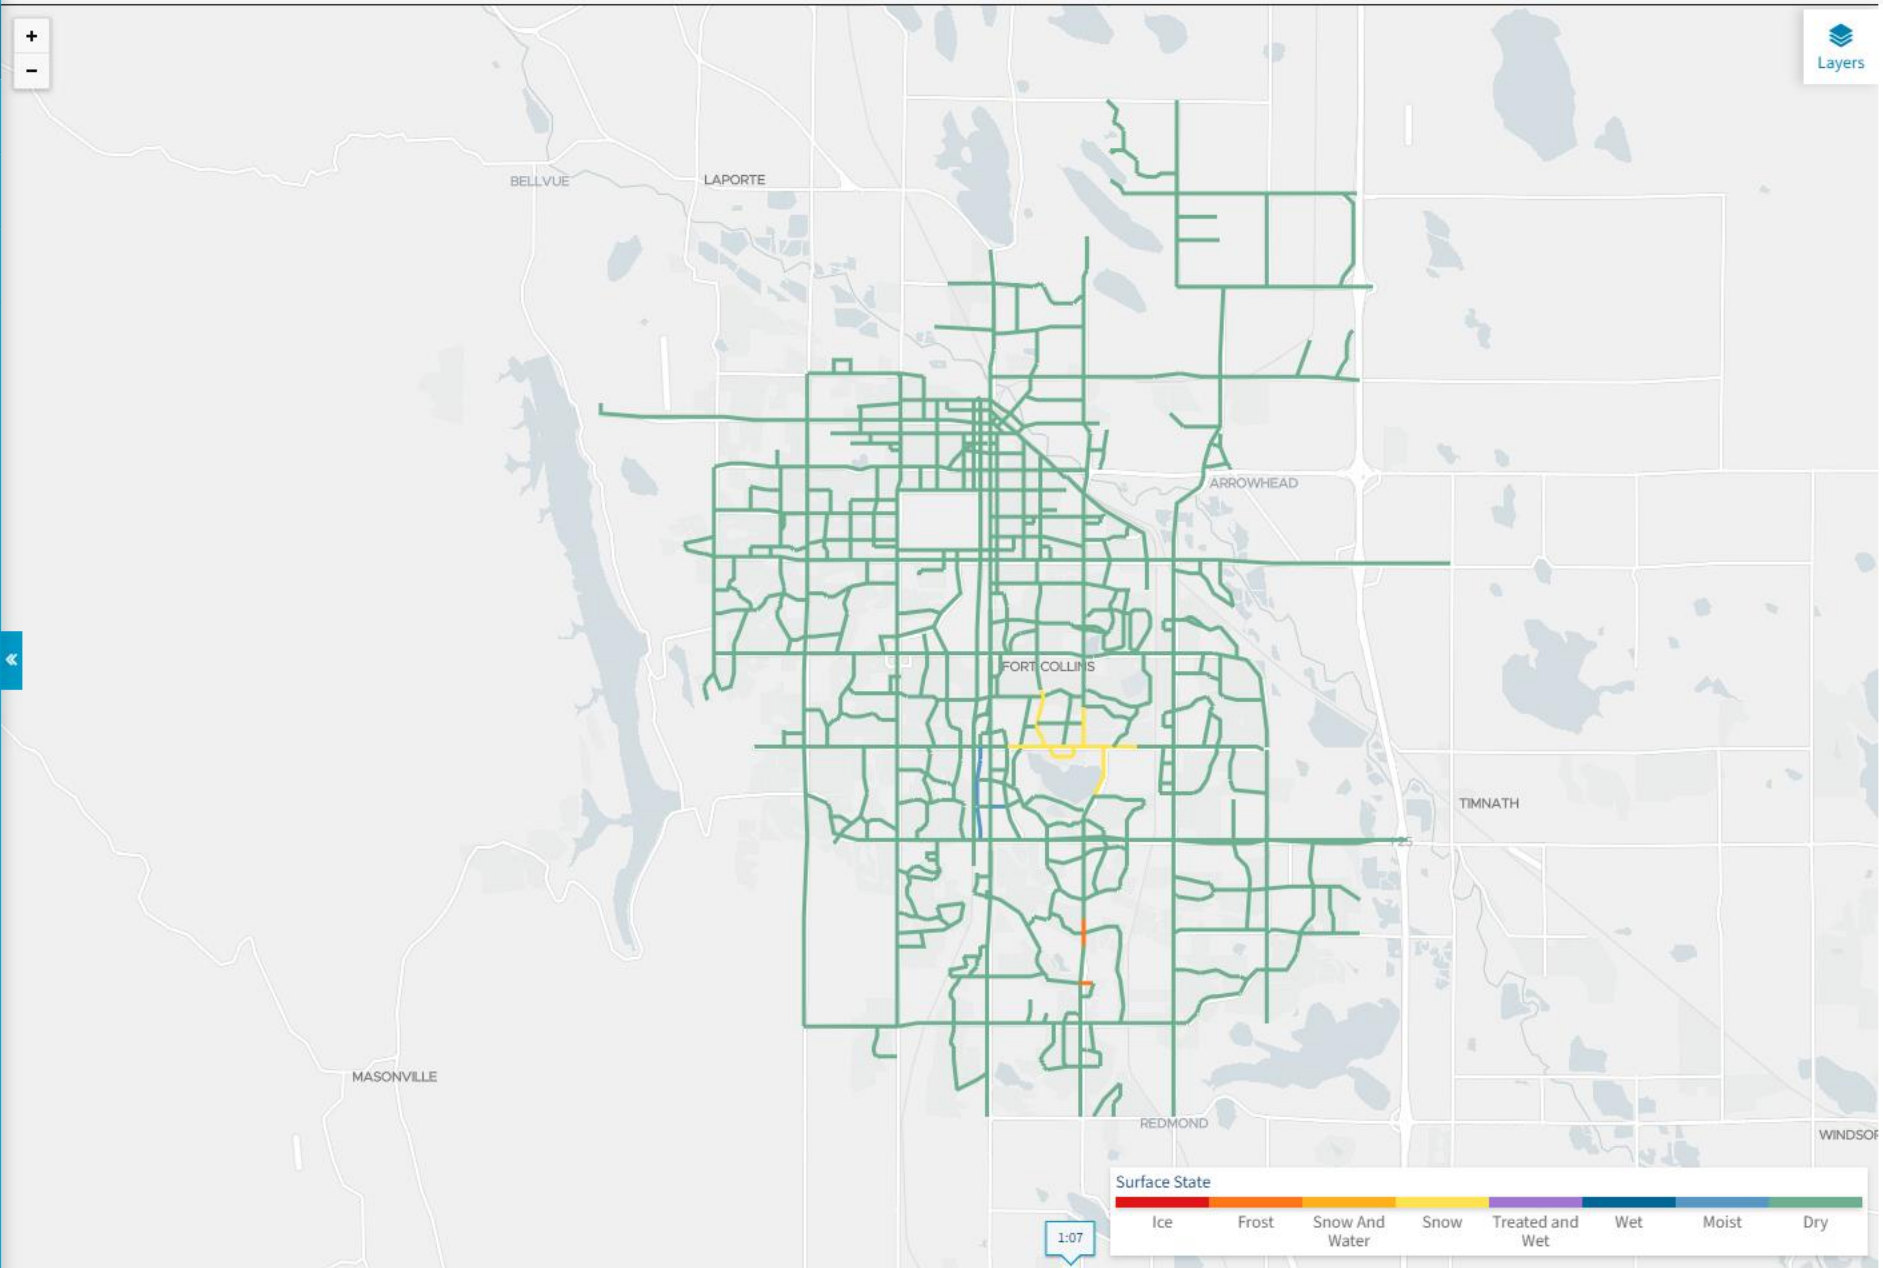 +
−
Layers
BELLVUE
LAPORTE
ARROWHEAD
FORT COLLINS
TIMNATH
I 25
MASONVILLE
REDMOND
WINDSOR
Surface State
Ice
Frost
Snow And
Water
Snow
Treated and
Wet
Wet
Moist
Dry
1:07